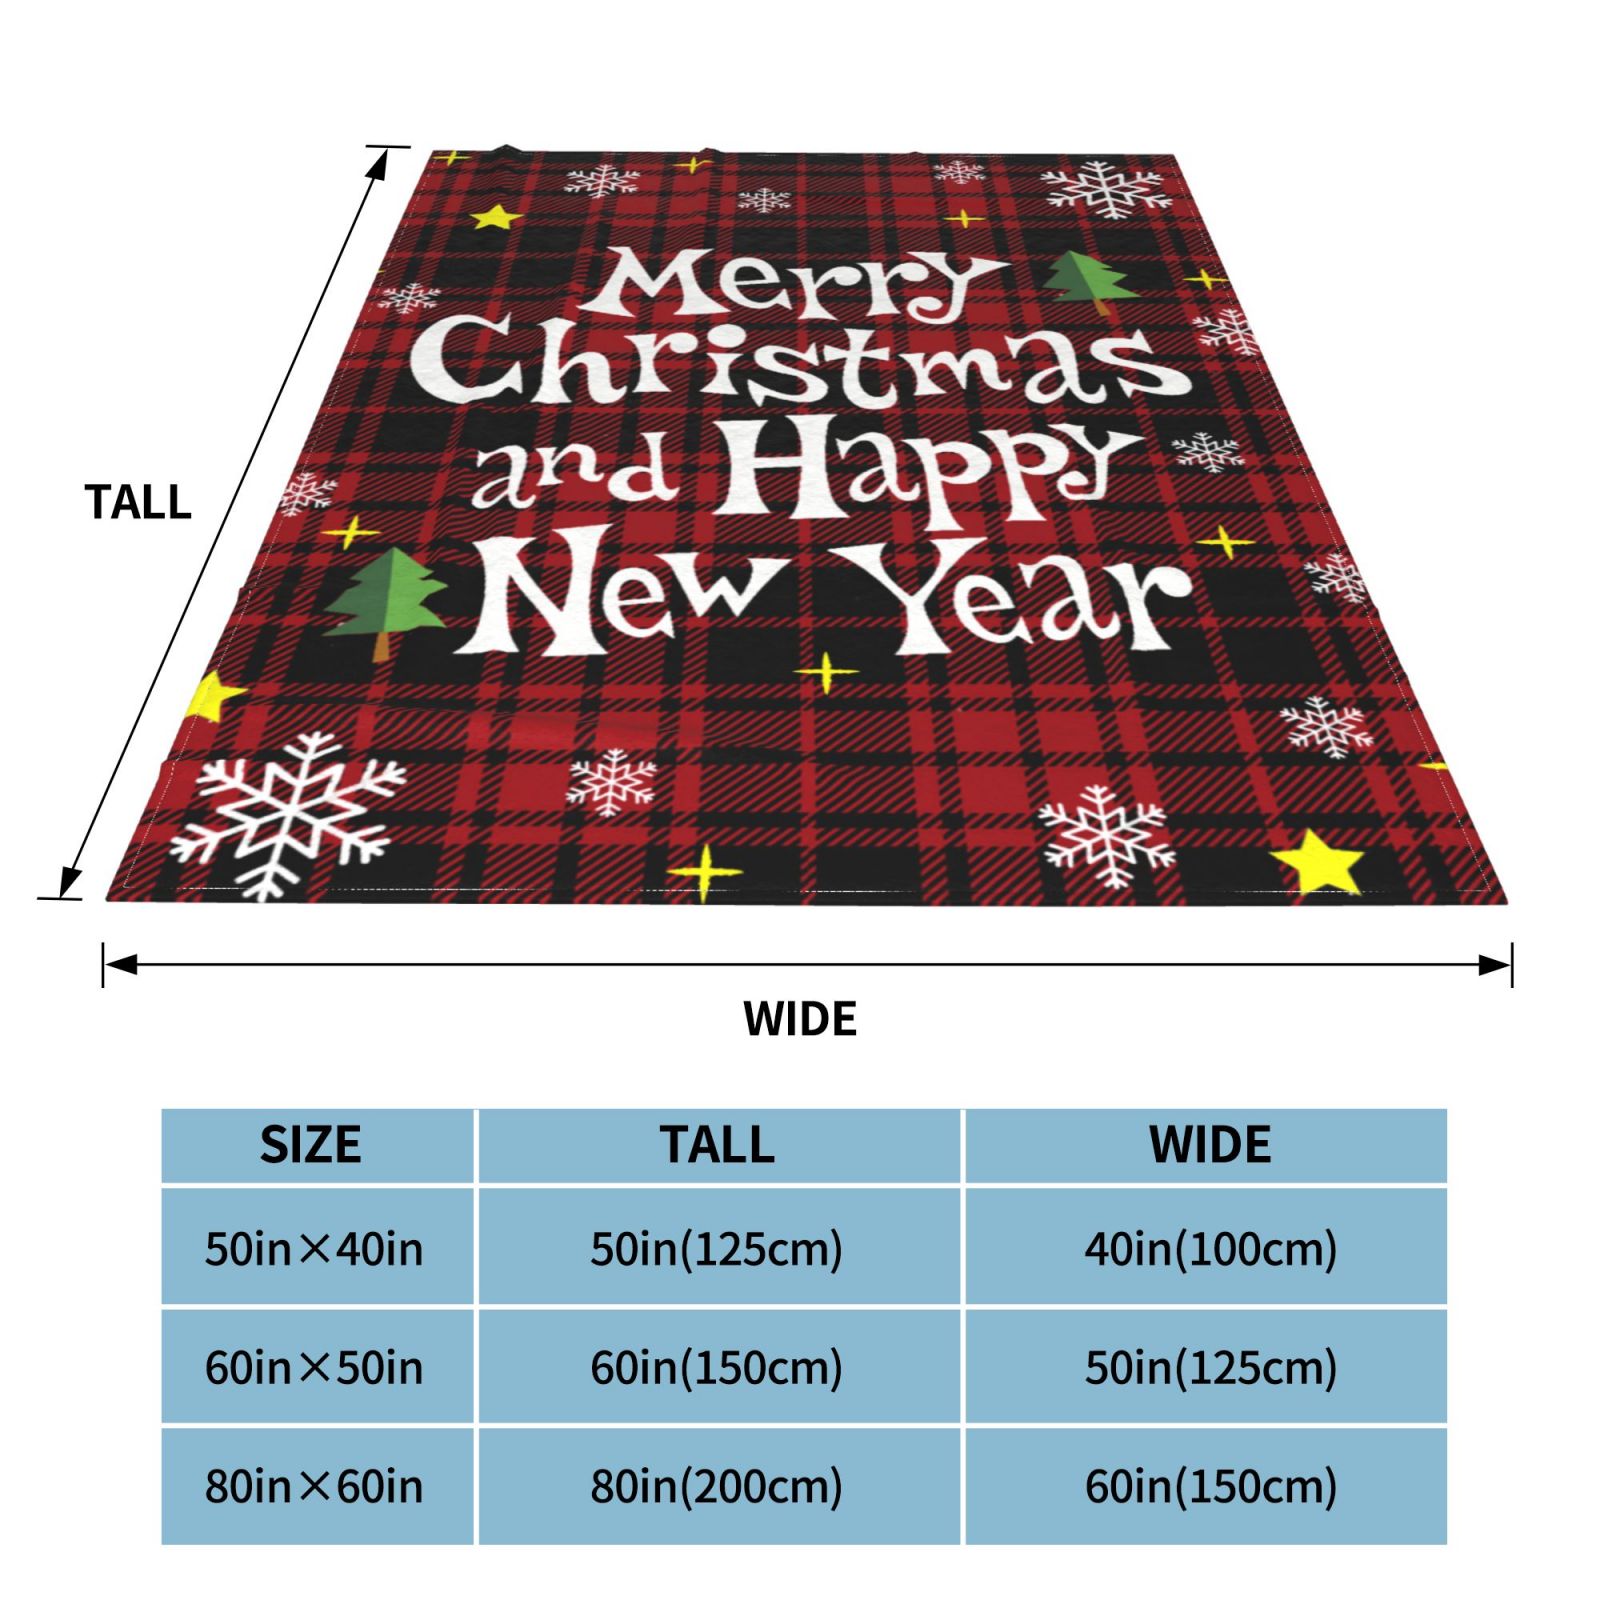 Merry
Christmas
and Happy
New Year
TALL
WIDE
SIZE TALL WIDE
50in×40in 50in(125cm) 40in(100cm)
60in×50in 60in(150cm) 50in(125cm)
80in×60in 80in(200cm) 60in(150cm)